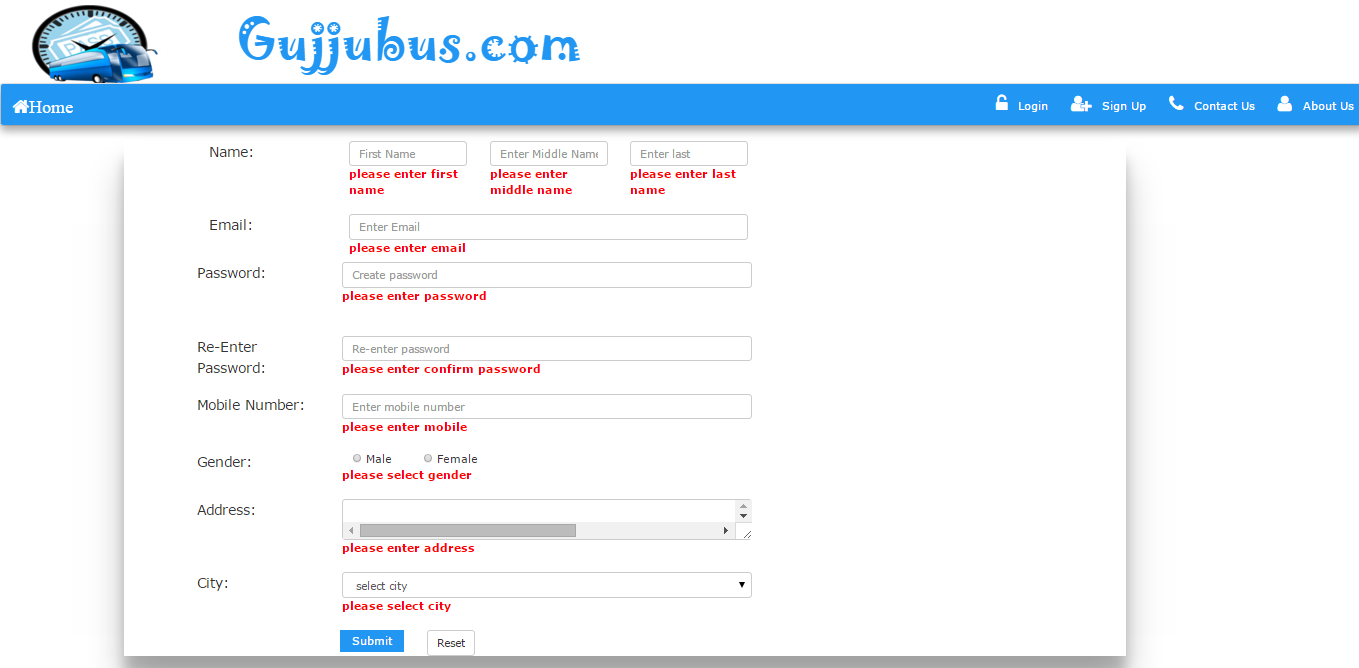 PASS
Gujjubus.com
Home
Login
Sign Up
Contact Us
About Us
Name:
First Name
Enter Middle Name
Enter last
please enter first
name
please enter
middle name
please enter last
name
Email:
Enter Email
please enter email
Password:
Create password
please enter password
Re-Enter
Password:
Re-enter password
please enter confirm password
Mobile Number:
Enter mobile number
please enter mobile
Gender:
Male
Female
please select gender
Address:
please enter address
City:
select city
please select city
Submit
Reset